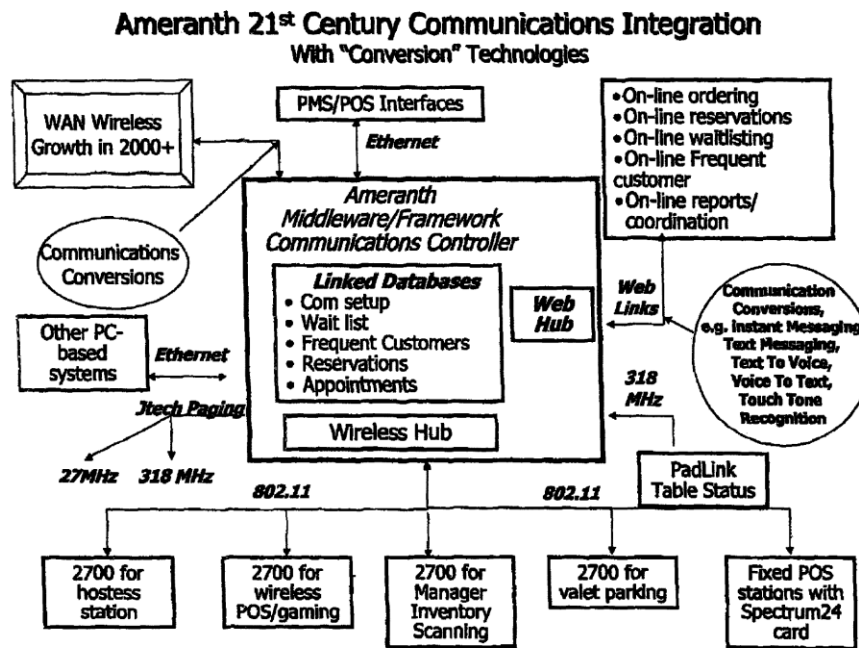 Ameranth 21st Century Communications Integration
With "Conversion" Technologies
WAN Wireless
Growth in 2000+
PMS/POS Interfaces
Ethernet
•On-line ordering
•On-line reservations
•On-line waitlisting
•On-line Frequent
customer
•On-line reports/
coordination
Communications
Conversions
Ameranth
Middleware/Framework
Communications Controller
Linked Databases
• Com setup
• Wait list
• Frequent Customers
• Reservations
• Appointments
Web
Hub
Wireless Hub
Web
Links
Communication
Conversions,
e.g. Instant Messaging
Text Messaging,
Text To Voice,
Voice To Text,
Touch Tone
Recognition
Other PC-
based
systems
Ethernet
Jtech Paging
27MHz
318 MHz
318
MHz
PadLink
Table Status
802.11
802.11
2700 for
hostess
station
2700 for
wireless
POS/gaming
2700 for
Manager
Inventory
Scanning
2700 for
valet parking
Fixed POS
stations with
Spectrum24
card